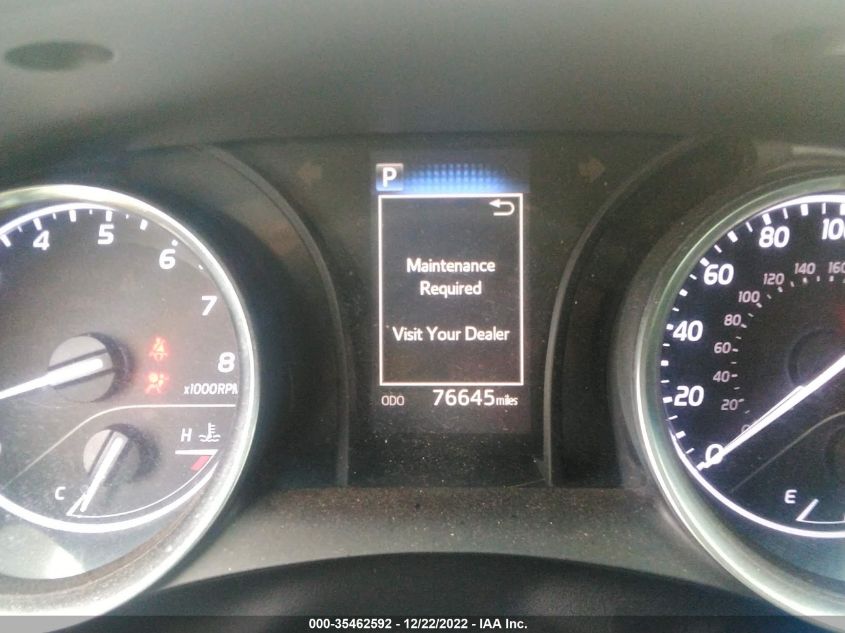 P
Maintenance
Required
Visit Your Dealer
ODO 76645 miles
4
5
6
7
8
x1000RPM
H
C
100
80
60
40
20
0
160
140
120
100
80
60
40
20
0
E
000-35462592 - 12/22/2022 - IAA Inc.